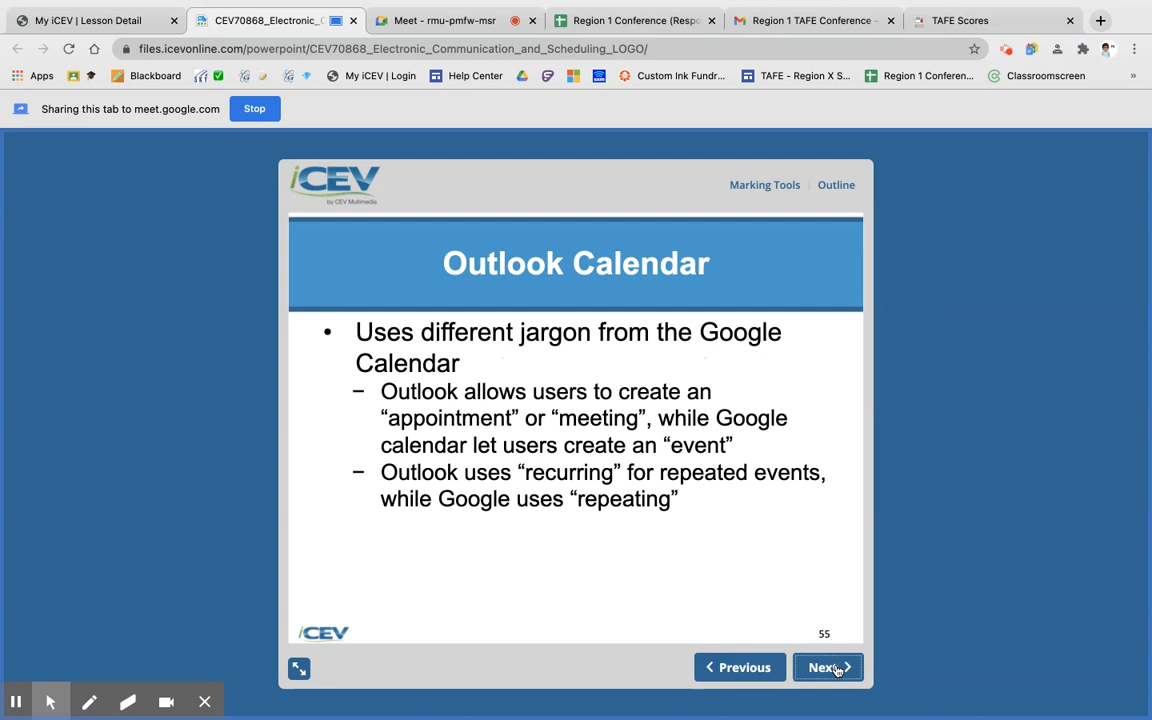 My iCEV | Lesson Detail
CEV70868_Electronic_C
Meet - rmu-pmfw-msr
Region 1 Conference (Respo
Region 1 TAFE Conference -
TAFE Scores
files.icevonline.com/powerpoint/CEV70868_Electronic_Communication_and_Scheduling_LOGO/
Apps
Blackboard
My iCEV | Login
Help Center
Custom Ink Fundr...
TAFE - Region X S...
Region 1 Conferen...
Classroomscreen
»
Sharing this tab to meet.google.com
Stop
iCEV
by CEV Multimedia
Marking Tools | Outline
Outlook Calendar
• Uses different jargon from the Google
Calendar
– Outlook allows users to create an
“appointment” or “meeting”, while Google
calendar let users create an “event”
– Outlook uses “recurring” for repeated events,
while Google uses “repeating”
iCEV
55
Previous
Next